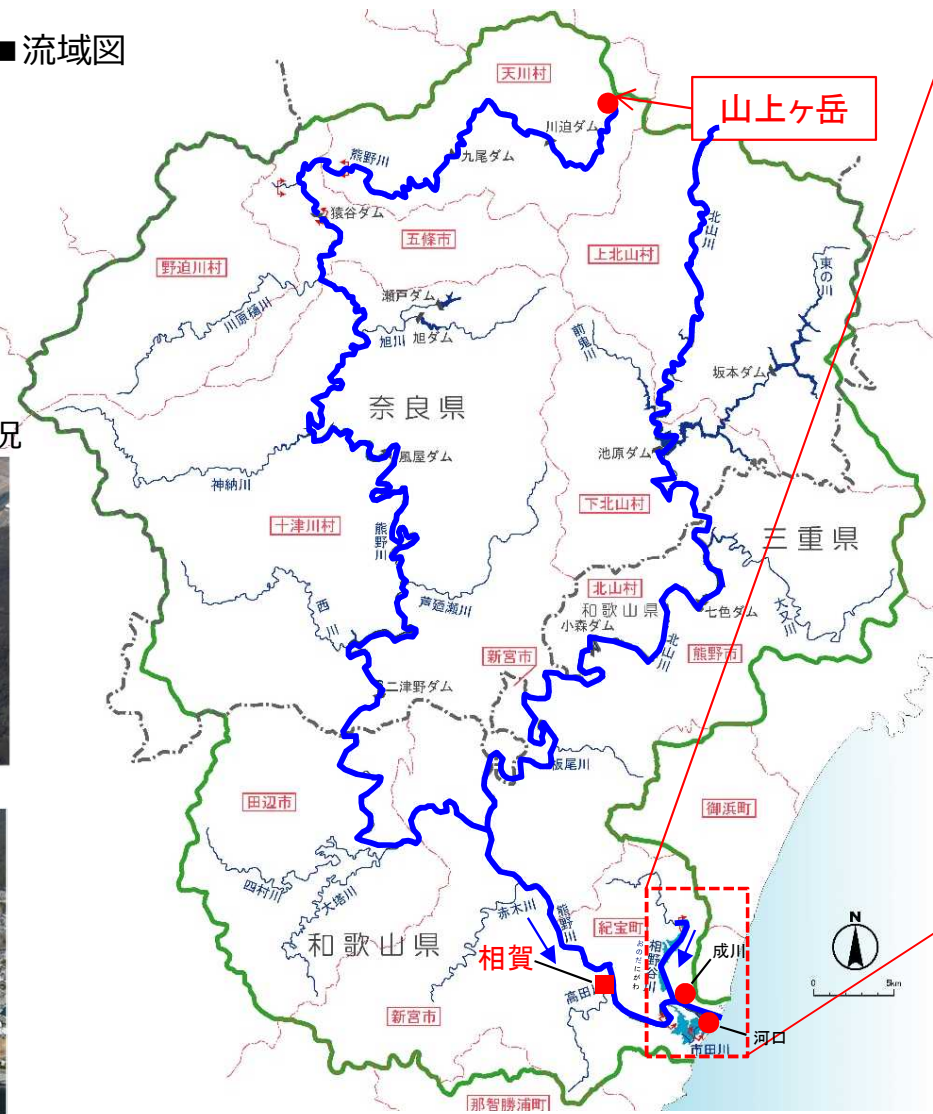 ■流域図
天川村
山上ヶ岳
川迫ダム
熊野川
九尾ダム
猿谷ダム
五條市
北山川
上北山村
東の川
野迫川村
瀬戸ダム
川原樋川
旭川
旭ダム
前鬼川
坂本ダム
奈良県
況
風屋ダム
池原ダム
神納川
下北山村
十津川村
熊野川
三重県
北山村
芦廼瀬川
和歌山県
七色ダム
大又川
西川
小森ダム
新宮市
北山川
熊野市
二津野ダム
板尾川
田辺市
御浜町
四村川
大塔川
赤木川
熊野川
紀宝町
おのだにがわ
相野谷川
成川
N
和歌山県
相賀
高田川
0
5km
新宮市
河口
市田川
那智勝浦町